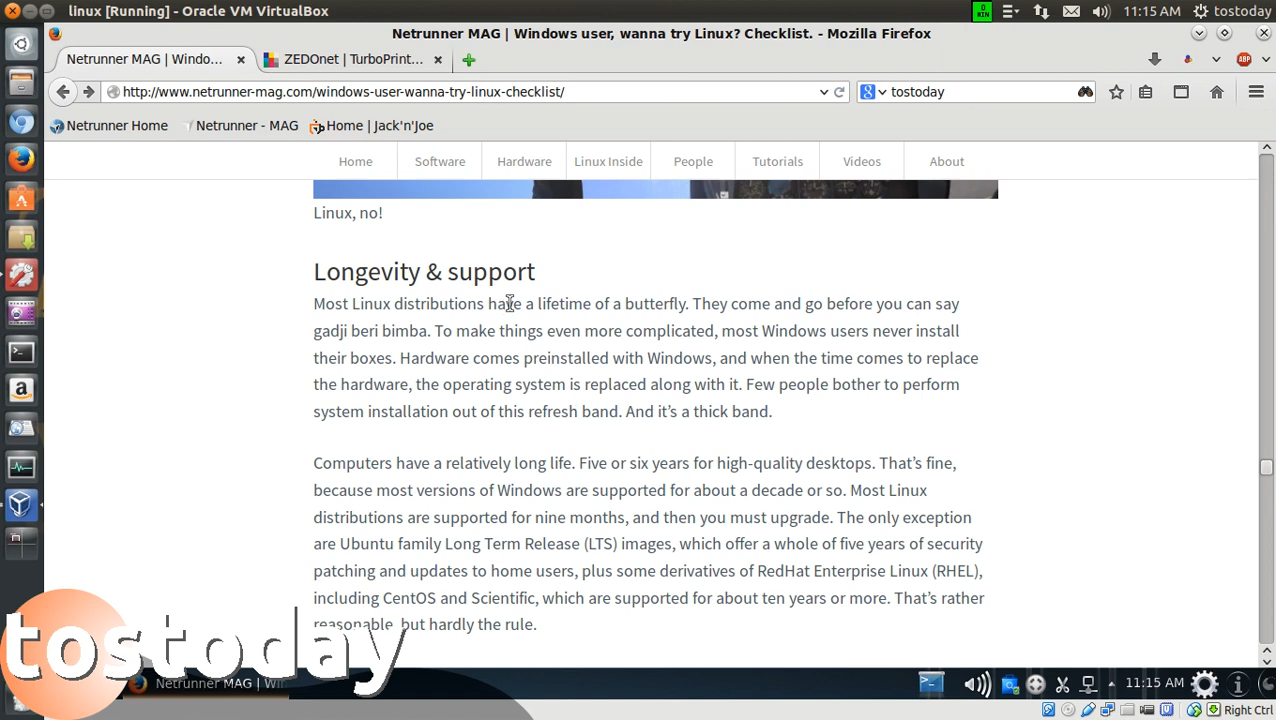 linux [Running] - Oracle VM VirtualBox
11:15 AM
tostoday
Netrunner MAG | Windows user, wanna try Linux? Checklist. - Mozilla Firefox
Netrunner MAG | Windo...
ZEDOnet | TurboPrint...
ABP
http://www.netrunner-mag.com/windows-user-wanna-try-linux-checklist/
tostoday
Netrunner Home
Netrunner - MAG
Home | Jack'n'Joe
Home
Software
Hardware
Linux Inside
People
Tutorials
Videos
About
Linux, no!
Longevity & support
Most Linux distributions have a lifetime of a butterfly. They come and go before you can say
gadji beri bimba. To make things even more complicated, most Windows users never install
their boxes. Hardware comes preinstalled with Windows, and when the time comes to replace
the hardware, the operating system is replaced along with it. Few people bother to perform
system installation out of this refresh band. And it's a thick band.
Computers have a relatively long life. Five or six years for high-quality desktops. That's fine,
because most versions of Windows are supported for about a decade or so. Most Linux
distributions are supported for nine months, and then you must upgrade. The only exception
are Ubuntu family Long Term Release (LTS) images, which offer a whole of five years of security
patching and updates to home users, plus some derivatives of RedHat Enterprise Linux (RHEL),
including CentOS and Scientific, which are supported for about ten years or more. That's rather
reasonable, but hardly the rule.
tostoday
Netrunner MAG | Wi
11:15 AM
Right Ctrl